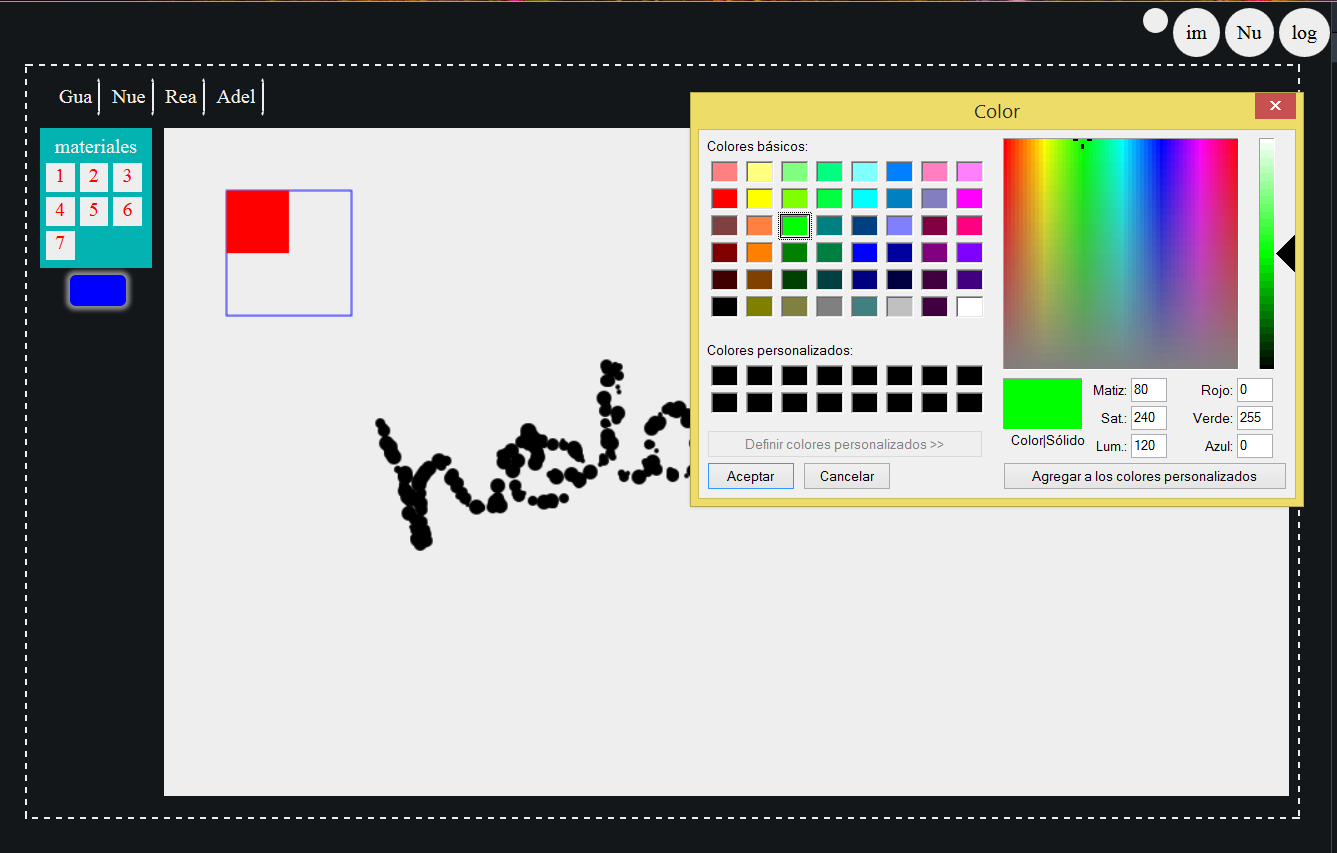 im Nu log
Gua Nue Rea Adel
materiales
1 2 3
4 5 6
7
Color
Colores básicos:
Colores personalizados:
Definir colores personalizados >>
Aceptar Cancelar
Matiz: 80 Rojo: 0
Sat.: 240 Verde: 255
Lum.: 120 Azul: 0
Color|Sólido
Agregar a los colores personalizados